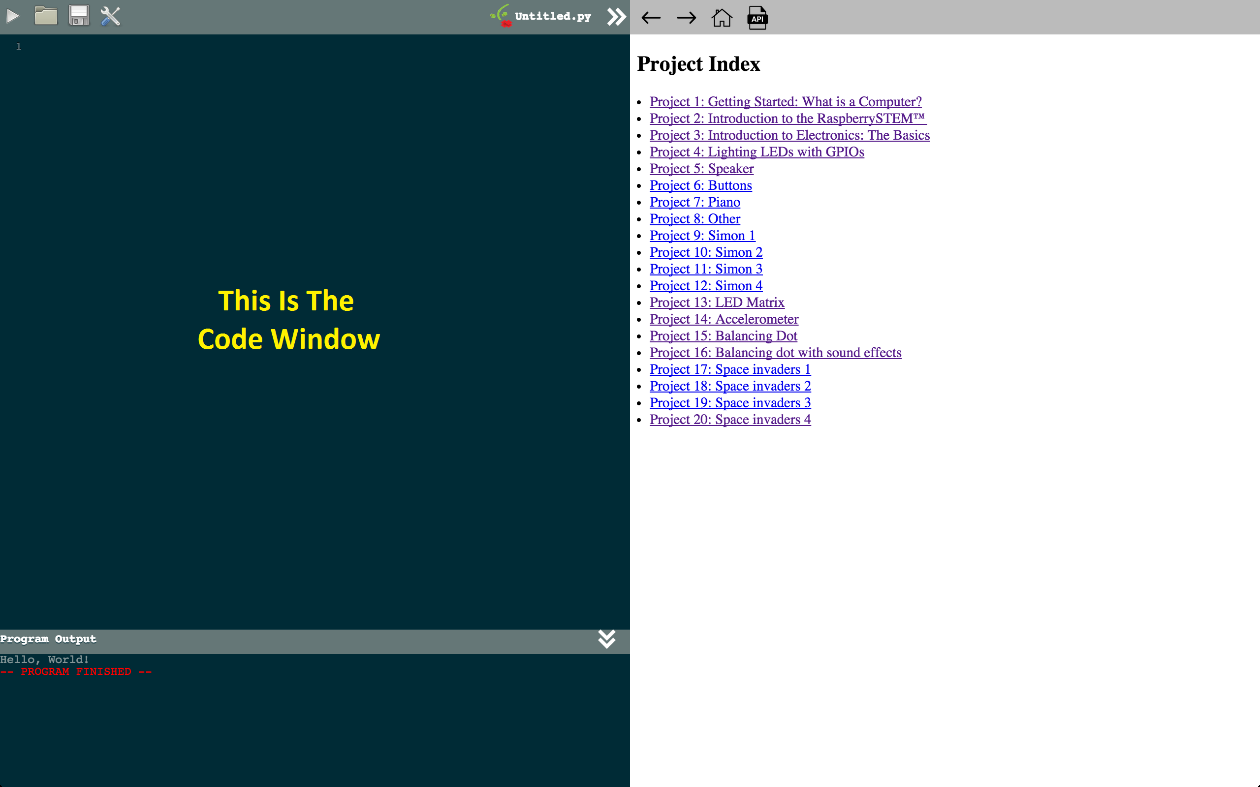 Untitled.py
API
1
This Is The
Code Window
Program Output
Hello, World!
-- PROGRAM FINISHED --
Project Index
Project 1: Getting Started: What is a Computer?
Project 2: Introduction to the RaspberrySTEM™
Project 3: Introduction to Electronics: The Basics
Project 4: Lighting LEDs with GPIOs
Project 5: Speaker
Project 6: Buttons
Project 7: Piano
Project 8: Other
Project 9: Simon 1
Project 10: Simon 2
Project 11: Simon 3
Project 12: Simon 4
Project 13: LED Matrix
Project 14: Accelerometer
Project 15: Balancing Dot
Project 16: Balancing dot with sound effects
Project 17: Space invaders 1
Project 18: Space invaders 2
Project 19: Space invaders 3
Project 20: Space invaders 4